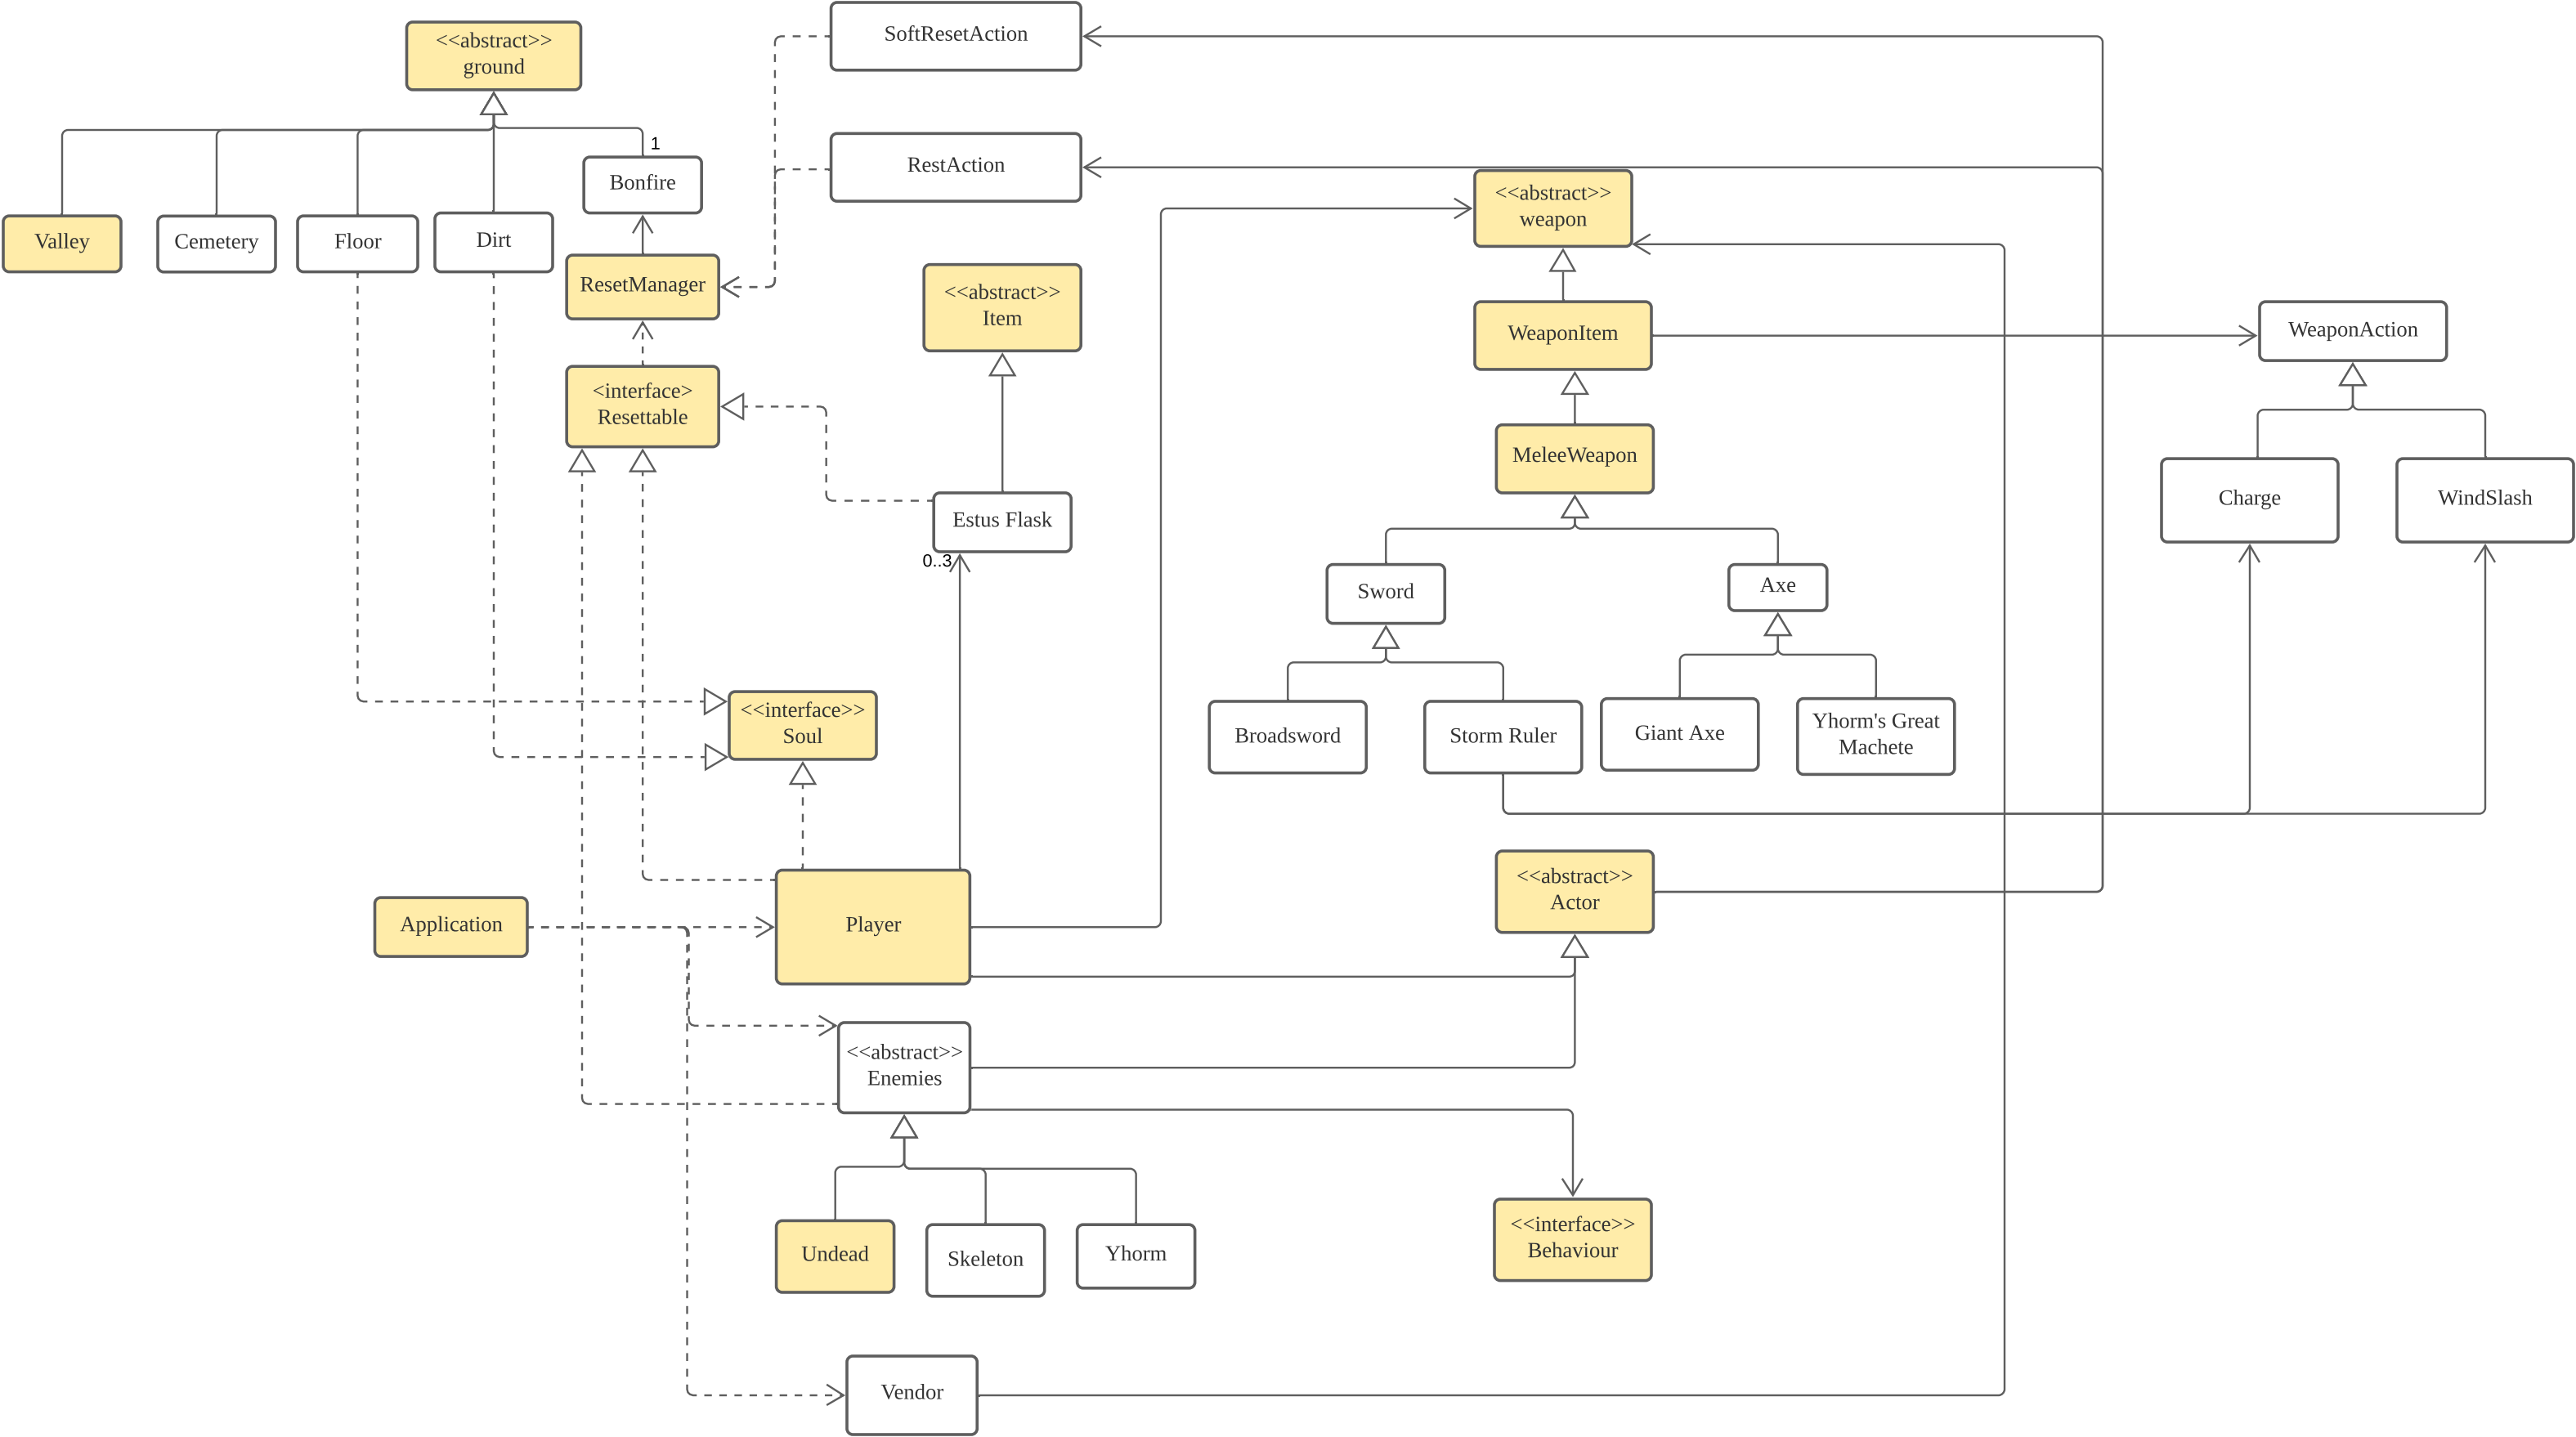 SoftResetAction
<<abstract>>
ground
1
RestAction
Bonfire
<<abstract>>
weapon
Valley
Cemetery
Floor
Dirt
ResetManager
<<abstract>>
Item
WeaponItem
WeaponAction
<interface>
Resettable
MeleeWeapon
Charge
WindSlash
Estus Flask
0..3
Sword
Axe
<<interface>>
Soul
Broadsword
Storm Ruler
Giant Axe
Yhorm's Great
Machete
<<abstract>>
Actor
Application
Player
<<abstract>>
Enemies
<<interface>>
Behaviour
Undead
Skeleton
Yhorm
Vendor